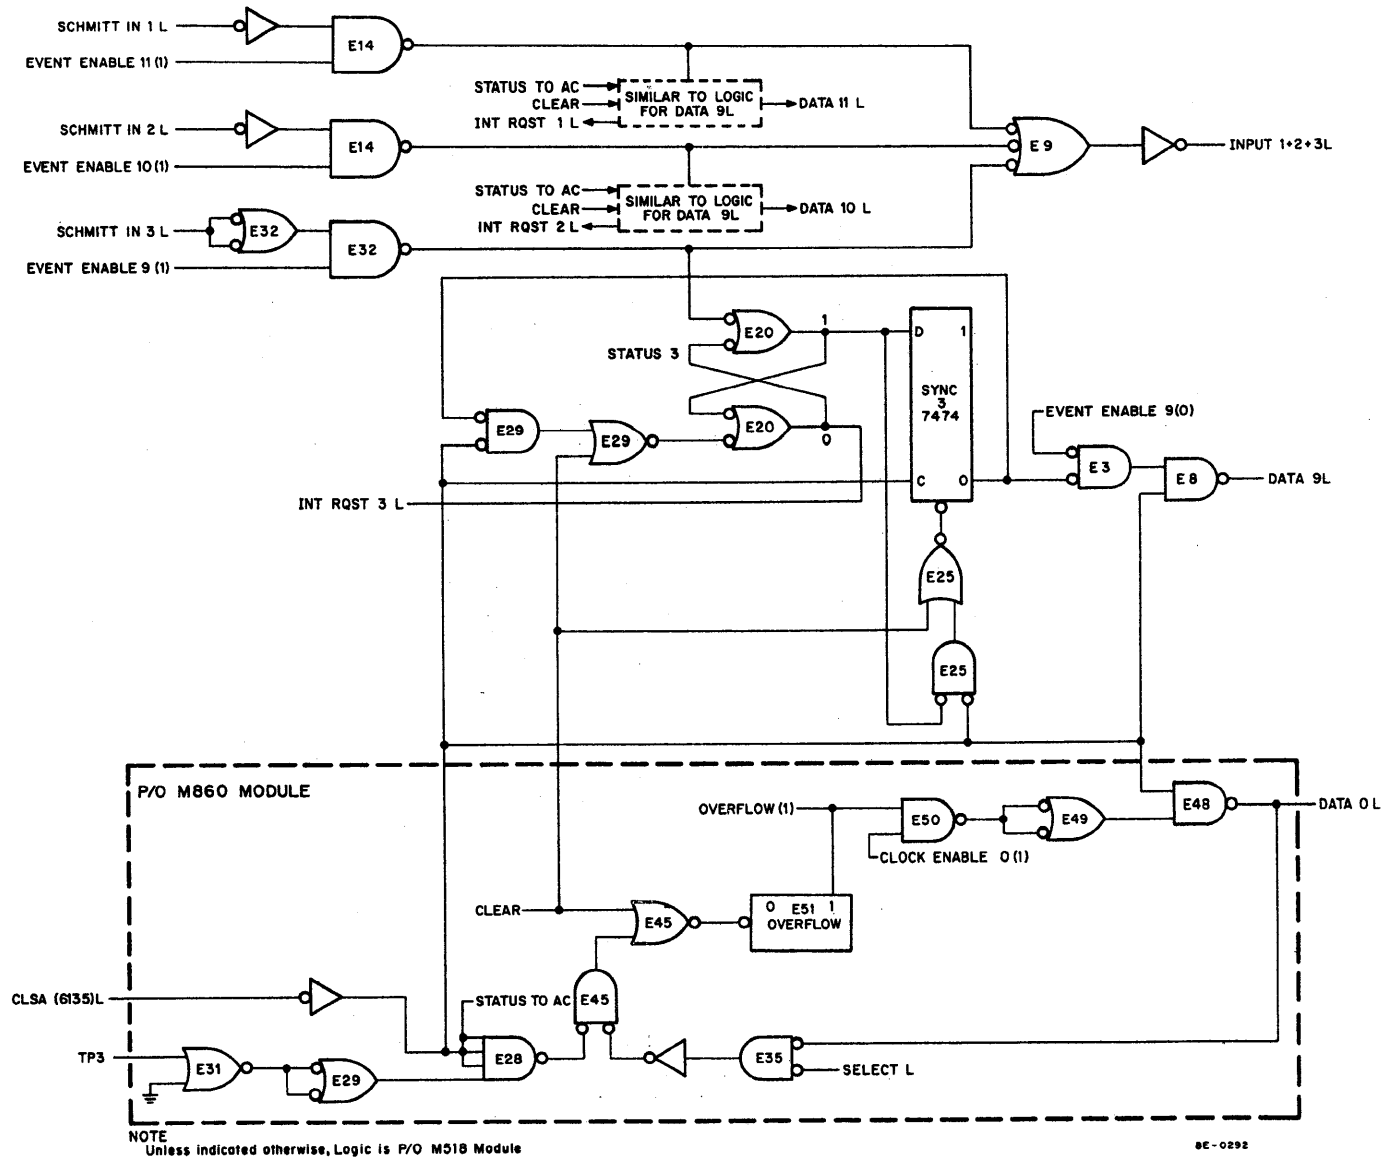 SCHMITT IN 1 L
E14
EVENT ENABLE 11(1)
STATUS TO AC
CLEAR
INT RQST 1 L
SIMILAR TO LOGIC
FOR DATA 9L
DATA 11 L
SCHMITT IN 2 L
E14
EVENT ENABLE 10(1)
E9
INPUT 1+2+3L
STATUS TO AC
CLEAR
INT RQST 2 L
SIMILAR TO LOGIC
FOR DATA 9L
DATA 10 L
SCHMITT IN 3 L
E32
E32
EVENT ENABLE 9 (1)
E20
1
STATUS 3
D 1
SYNC
3
7474
C 0
E29
E29
E20
0
EVENT ENABLE 9(0)
E3
E8
DATA 9L
INT RQST 3 L
E25
E25
P/O M860 MODULE
OVERFLOW (1)
E50
E49
E48
DATA 0 L
CLOCK ENABLE 0 (1)
CLEAR
E45
0 E51 1
OVERFLOW
CLSA (6135)L
STATUS TO AC
E45
TP3
E31
E29
E28
E35
SELECT L
NOTE
Unless indicated otherwise, Logic is P/O M518 Module
8E-0292